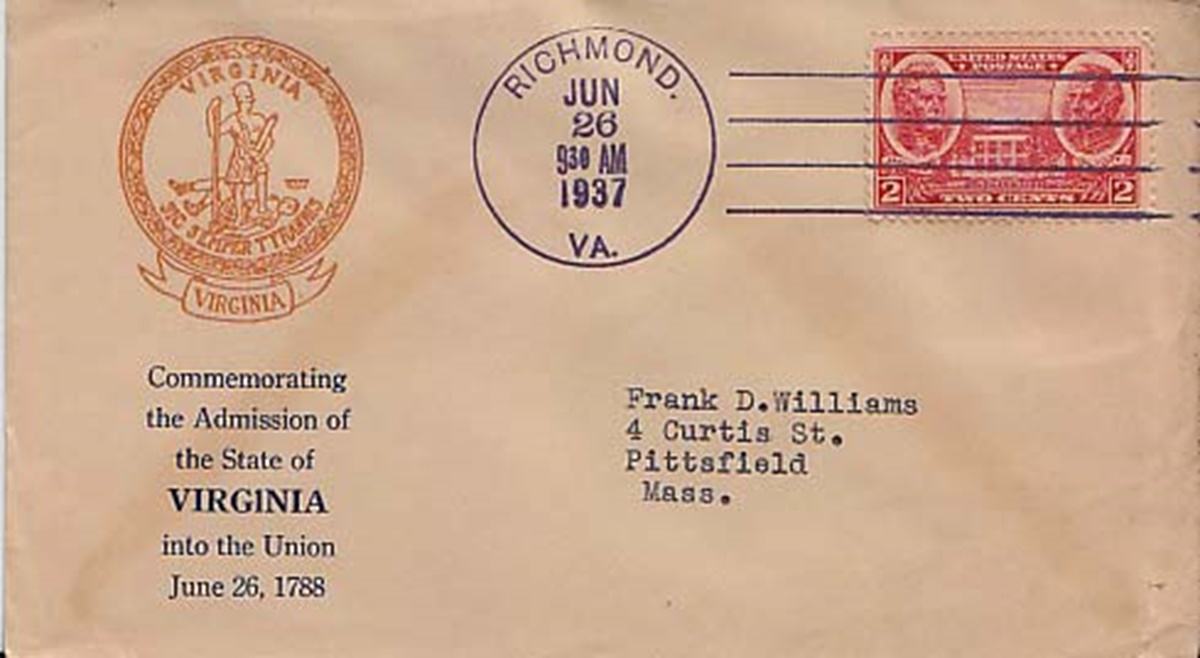 VIRGINIA
SIC SEMPER TYRANNIS
VIRGINIA
Commemorating
the Admission of
the State of
VIRGINIA
into the Union
June 26, 1788
RICHMOND.
JUN
26
9 30 AM
1937
VA.
UNITED STATES
POSTAGE
2 TWO CENTS 2
Frank D.Williams
4 Curtis St.
Pittsfield
Mass.